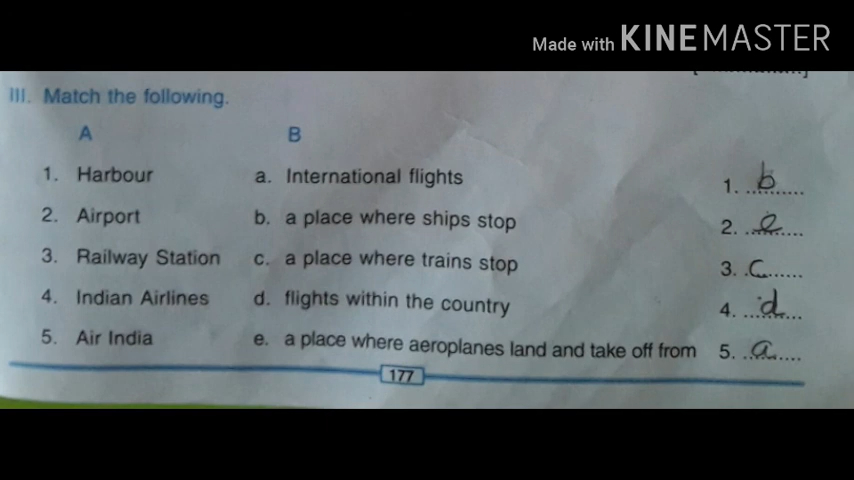 Made with KINEMASTER
III. Match the following.
A B
1. Harbour a. International flights 1. b
2. Airport b. a place where ships stop 2. e
3. Railway Station c. a place where trains stop 3. c
4. Indian Airlines d. flights within the country 4. d
5. Air India e. a place where aeroplanes land and take off from 5. a
177